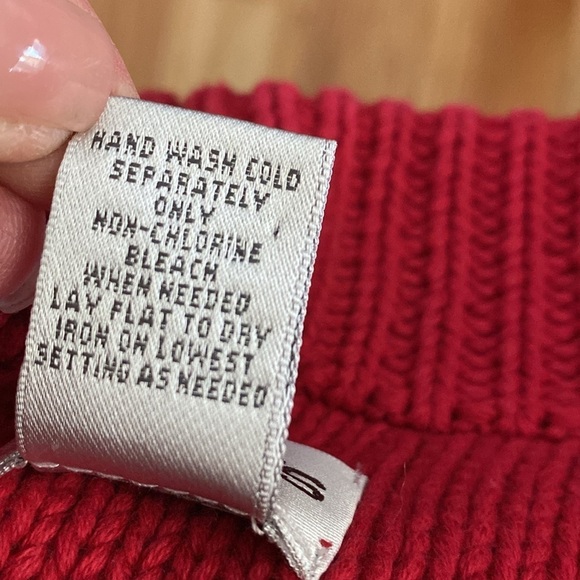 HAND WASH COLD
SEPARATELY
ONLY
NON-CHLORINE
BLEACH
WHEN NEEDED
LAY FLAT TO DRY
IRON ON LOWEST
SETTING AS NEEDED